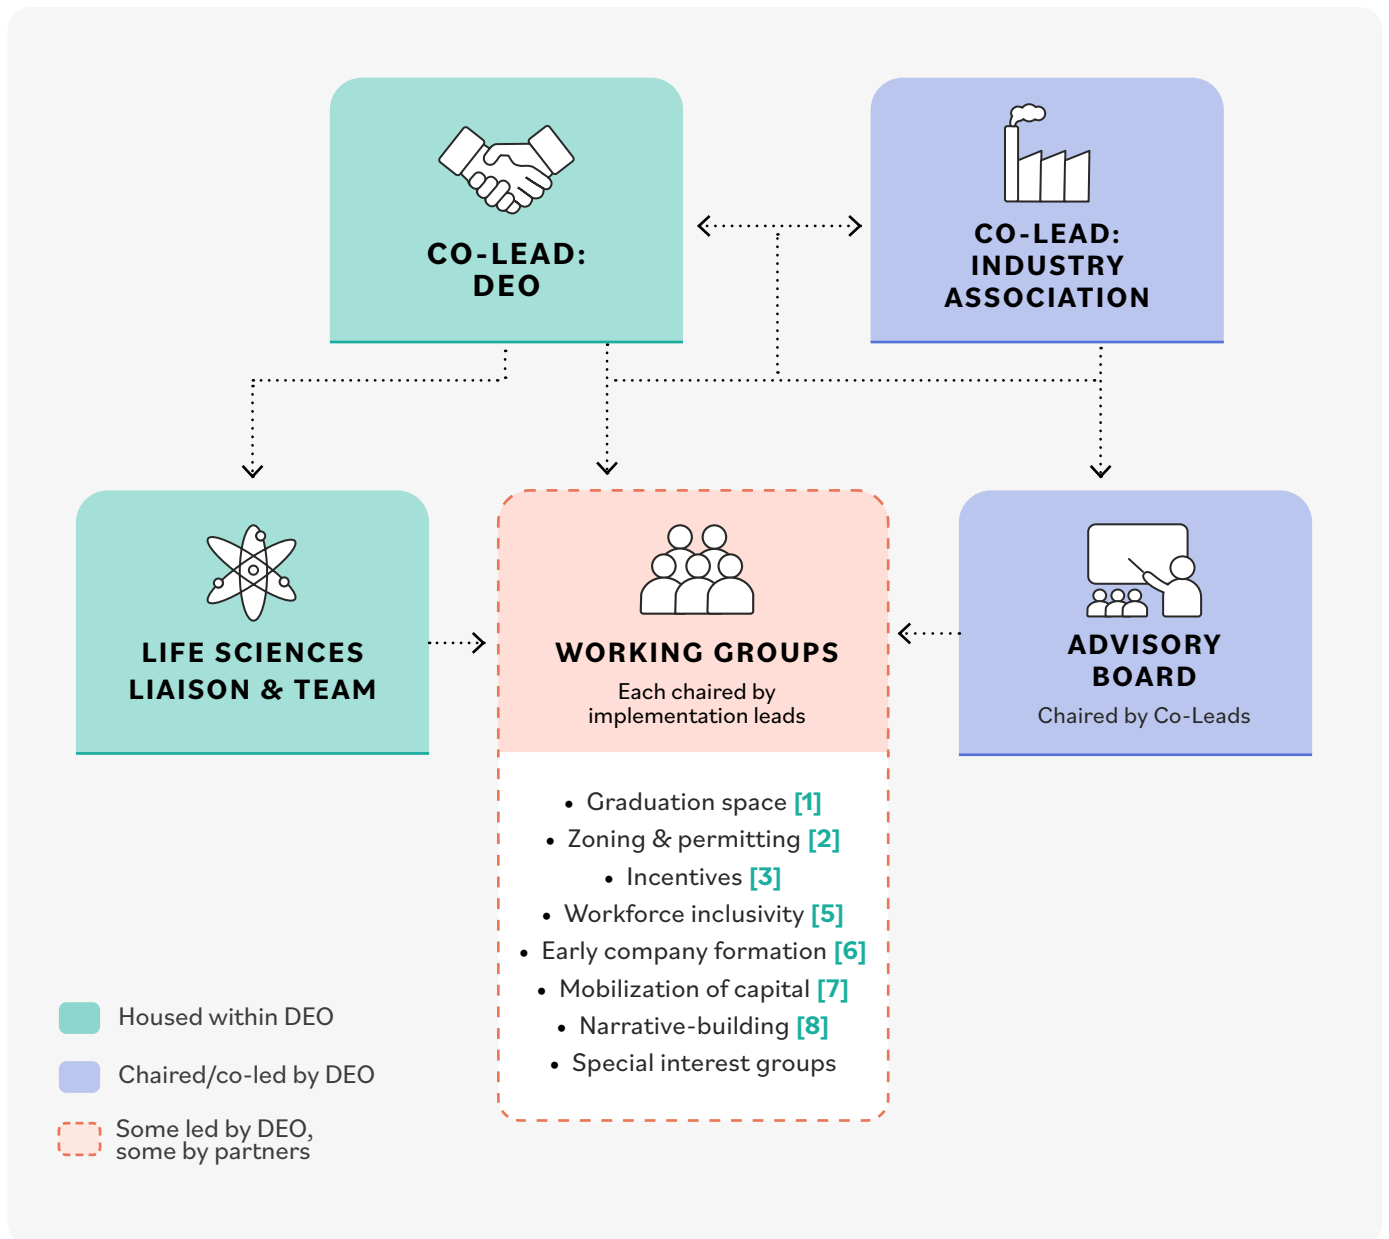 CO-LEAD:
DEO
CO-LEAD:
INDUSTRY
ASSOCIATION
LIFE SCIENCES
LIAISON & TEAM
WORKING GROUPS
Each chaired by
implementation leads
ADVISORY
BOARD
Chaired by Co-Leads
• Graduation space [1]
• Zoning & permitting [2]
• Incentives [3]
• Workforce inclusivity [5]
• Early company formation [6]
• Mobilization of capital [7]
• Narrative-building [8]
• Special interest groups
Housed within DEO
Chaired/co-led by DEO
Some led by DEO,
some by partners